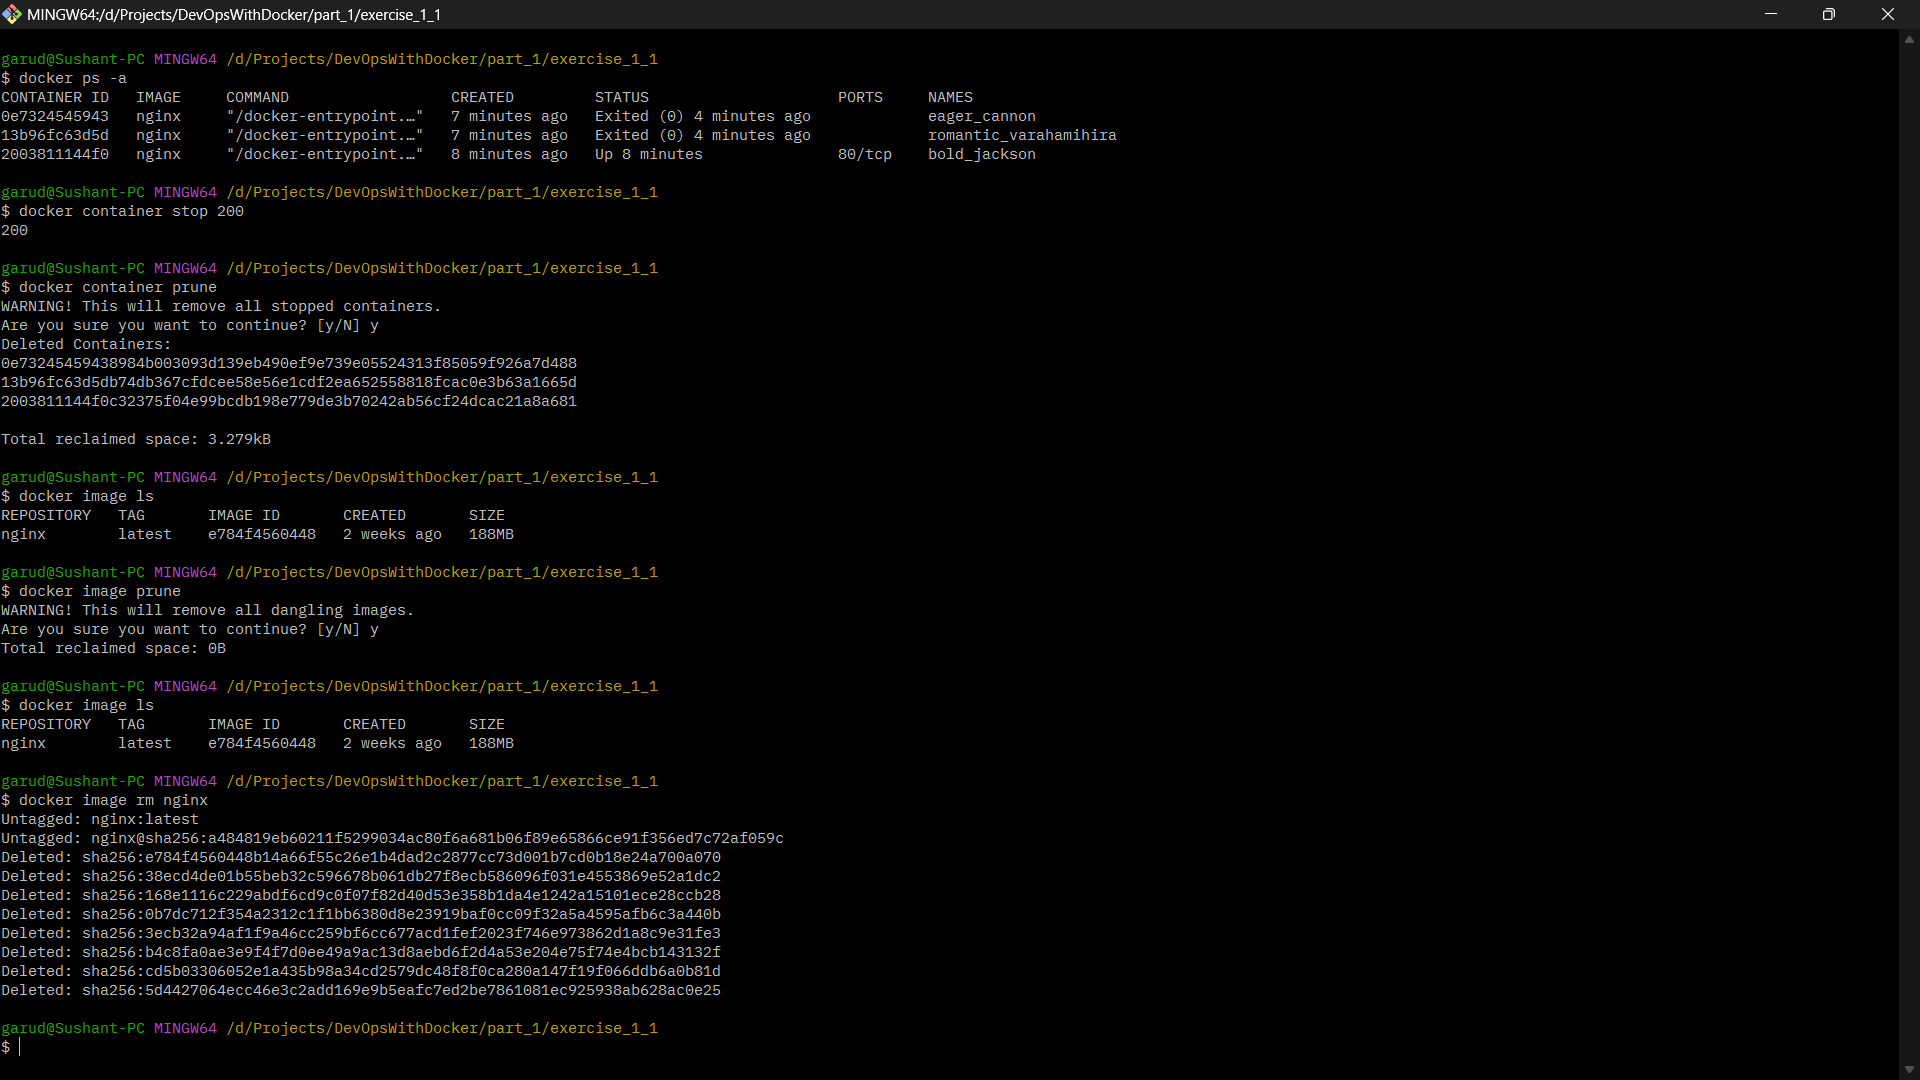 MINGW64:/d/Projects/DevOpsWithDocker/part_1/exercise_1_1
garud@Sushant-PC MINGW64 /d/Projects/DevOpsWithDocker/part_1/exercise_1_1
$ docker ps -a
CONTAINER ID   IMAGE     COMMAND                  CREATED         STATUS                     PORTS     NAMES
0e7324545943   nginx     "/docker-entrypoint.…"   7 minutes ago   Exited (0) 4 minutes ago             eager_cannon
13b96fc63d5d   nginx     "/docker-entrypoint.…"   7 minutes ago   Exited (0) 4 minutes ago             romantic_varahamihira
2003811144f0   nginx     "/docker-entrypoint.…"   8 minutes ago   Up 8 minutes               80/tcp    bold_jackson
garud@Sushant-PC MINGW64 /d/Projects/DevOpsWithDocker/part_1/exercise_1_1
$ docker container stop 200
200
garud@Sushant-PC MINGW64 /d/Projects/DevOpsWithDocker/part_1/exercise_1_1
$ docker container prune
WARNING! This will remove all stopped containers.
Are you sure you want to continue? [y/N] y
Deleted Containers:
0e73245459438984b003093d139eb490ef9e739e05524313f85059f926a7d488
13b96fc63d5db74db367cfdcee58e56e1cdf2ea652558818fcac0e3b63a1665d
2003811144f0c32375f04e99bcdb198e779de3b70242ab56cf24dcac21a8a681
Total reclaimed space: 3.279kB
garud@Sushant-PC MINGW64 /d/Projects/DevOpsWithDocker/part_1/exercise_1_1
$ docker image ls
REPOSITORY   TAG       IMAGE ID       CREATED       SIZE
nginx        latest    e784f4560448   2 weeks ago   188MB
garud@Sushant-PC MINGW64 /d/Projects/DevOpsWithDocker/part_1/exercise_1_1
$ docker image prune
WARNING! This will remove all dangling images.
Are you sure you want to continue? [y/N] y
Total reclaimed space: 0B
garud@Sushant-PC MINGW64 /d/Projects/DevOpsWithDocker/part_1/exercise_1_1
$ docker image ls
REPOSITORY   TAG       IMAGE ID       CREATED       SIZE
nginx        latest    e784f4560448   2 weeks ago   188MB
garud@Sushant-PC MINGW64 /d/Projects/DevOpsWithDocker/part_1/exercise_1_1
$ docker image rm nginx
Untagged: nginx:latest
Untagged: nginx@sha256:a484819eb60211f5299034ac80f6a681b06f89e65866ce91f356ed7c72af059c
Deleted: sha256:e784f4560448b14a66f55c26e1b4dad2c2877cc73d001b7cd0b18e24a700a070
Deleted: sha256:38ecd4de01b55beb32c596678b061db27f8ecb586096f031e4553869e52a1dc2
Deleted: sha256:168e1116c229abdf6cd9c0f07f82d40d53e358b1da4e1242a15101ece28ccb28
Deleted: sha256:0b7dc712f354a2312c1f1bb6380d8e23919baf0cc09f32a5a4595afb6c3a440b
Deleted: sha256:3ecb32a94af1f9a46cc259bf6cc677acd1fef2023f746e973862d1a8c9e31fe3
Deleted: sha256:b4c8fa0ae3e9f4f7d0ee49a9ac13d8aebd6f2d4a53e204e75f74e4bcb143132f
Deleted: sha256:cd5b03306052e1a435b98a34cd2579dc48f8f0ca280a147f19f066ddb6a0b81d
Deleted: sha256:5d4427064ecc46e3c2add169e9b5eafc7ed2be7861081ec925938ab628ac0e25
garud@Sushant-PC MINGW64 /d/Projects/DevOpsWithDocker/part_1/exercise_1_1
$